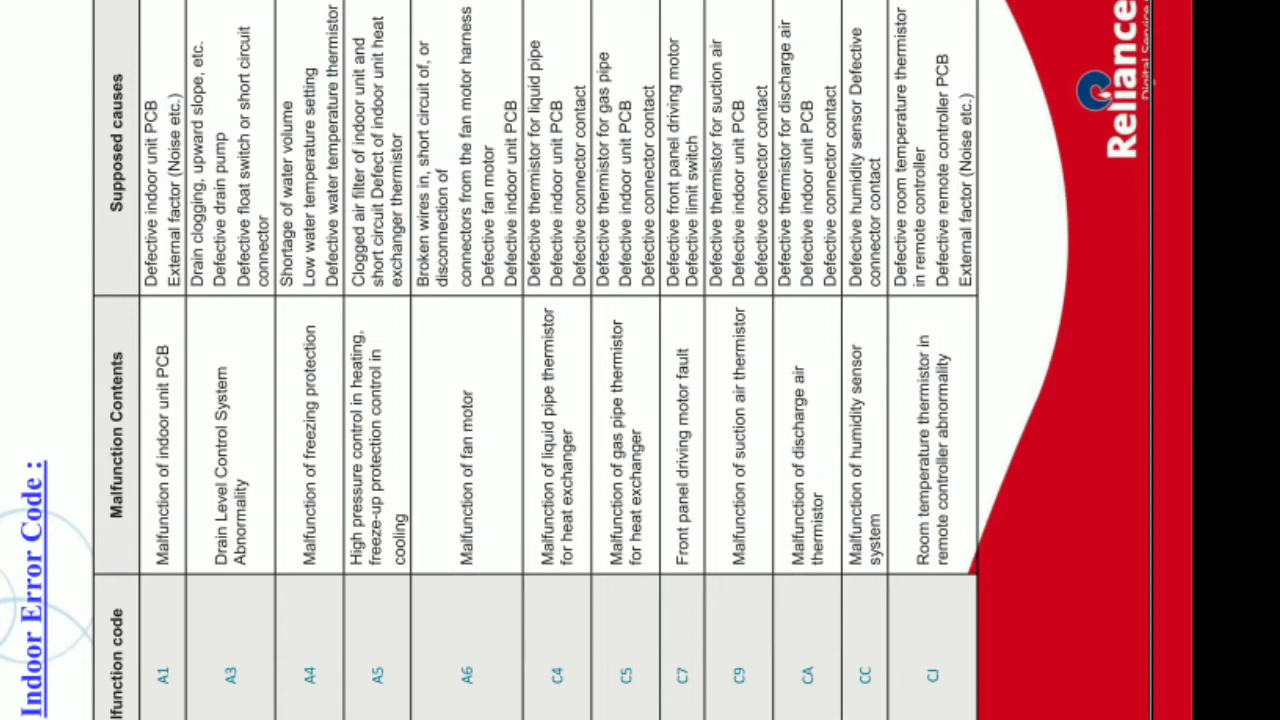 Indoor Error Code :
lfunction code
Malfunction Contents
Supposed causes
A1
Malfunction of indoor unit PCB
Defective indoor unit PCB
External factor (Noise etc.)
A3
Drain Level Control System
Abnormality
Drain clogging, upward slope, etc.
Defective drain pump
Defective float switch or short circuit
connector
A4
Malfunction of freezing protection
Shortage of water volume
Low water temperature setting
Defective water temperature thermistor
A5
High pressure control in heating,
freeze-up protection control in
cooling
Clogged air filter of indoor unit and
short circuit Defect of indoor unit heat
exchanger thermistor
A6
Malfunction of fan motor
Broken wires in, short circuit of, or
disconnection of
connectors from the fan motor harness
Defective fan motor
Defective indoor unit PCB
C4
Malfunction of liquid pipe thermistor
for heat exchanger
Defective thermistor for liquid pipe
Defective indoor unit PCB
Defective connector contact
C5
Malfunction of gas pipe thermistor
for heat exchanger
Defective thermistor for gas pipe
Defective indoor unit PCB
Defective connector contact
C7
Front panel driving motor fault
Defective front panel driving motor
Defective limit switch
C9
Malfunction of suction air thermistor
Defective thermistor for suction air
Defective indoor unit PCB
Defective connector contact
CA
Malfunction of discharge air
thermistor
Defective thermistor for discharge air
Defective indoor unit PCB
Defective connector contact
CC
Malfunction of humidity sensor
system
Defective humidity sensor Defective
connector contact
CJ
Room temperature thermistor in
remote controller abnormality
Defective room temperature thermistor
in remote controller
Defective remote controller PCB
External factor (Noise etc.)
Reliance
Digital Service